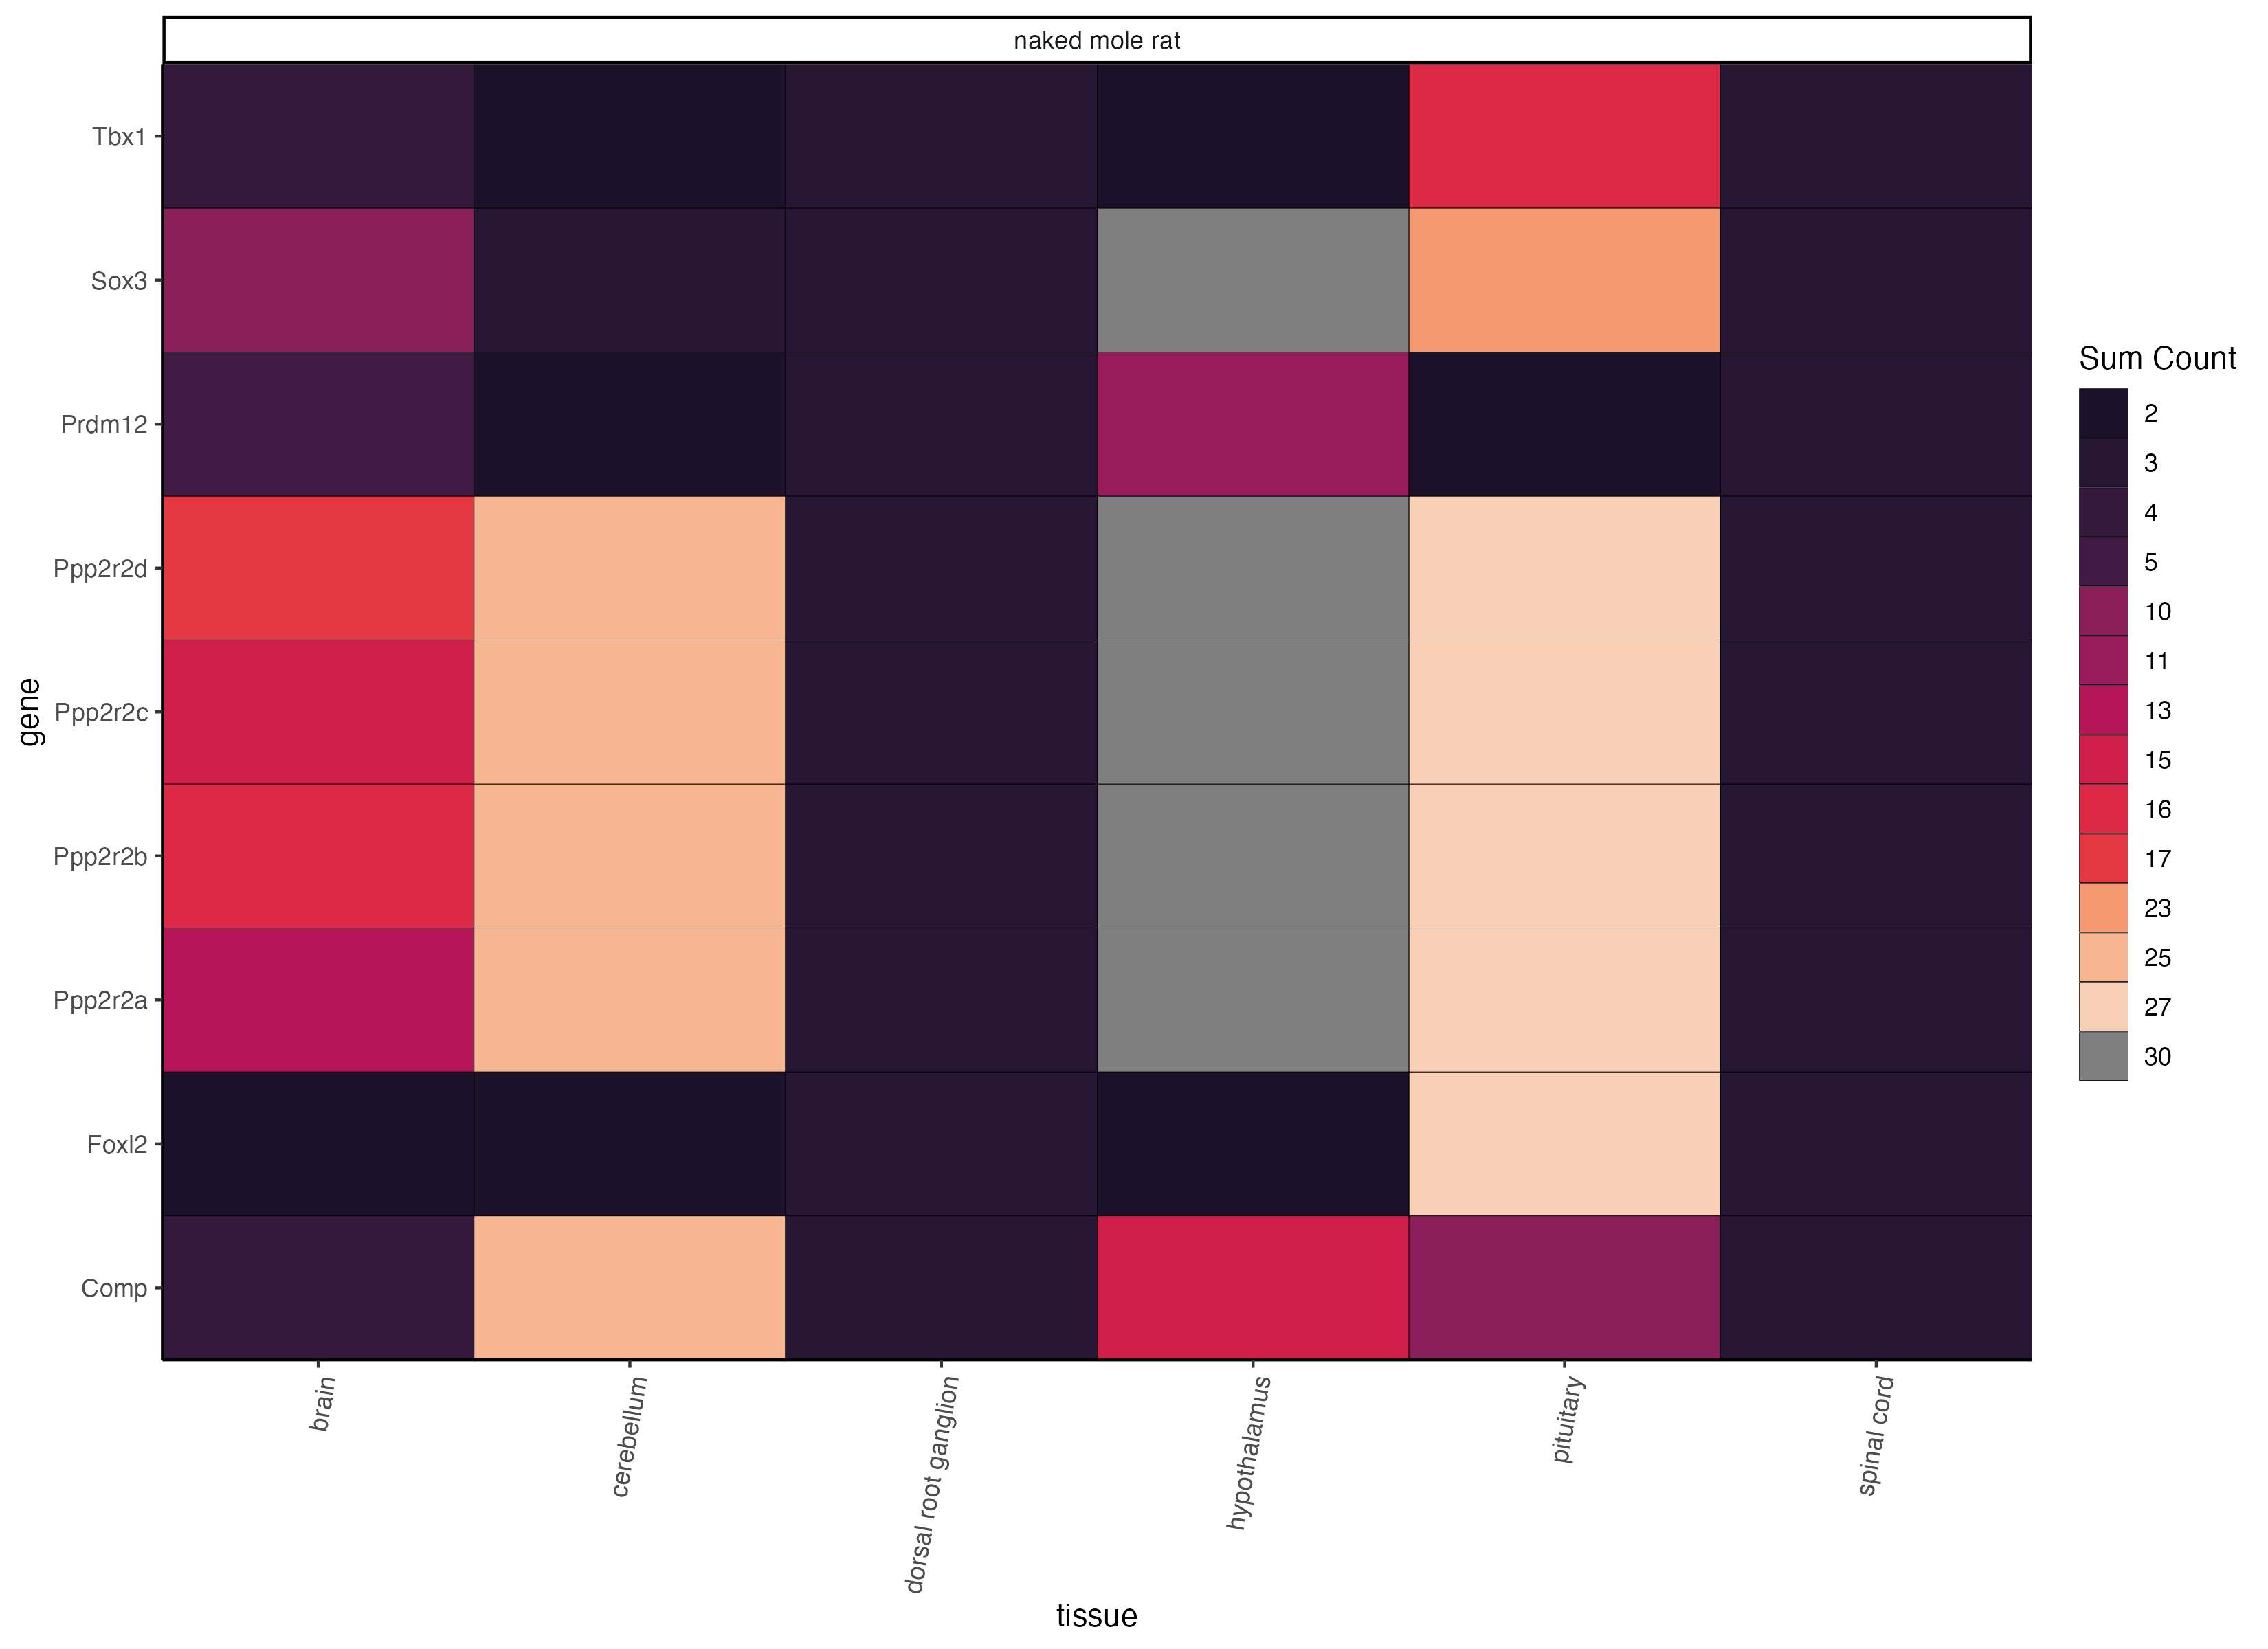 naked mole rat
Tbx1
Sox3
Prdm12
Ppp2r2d
Ppp2r2c
Ppp2r2b
Ppp2r2a
Foxl2
Comp
gene
brain
cerebellum
dorsal root ganglion
hypothalamus
pituitary
spinal cord
tissue
Sum Count
2
3
4
5
10
11
13
15
16
17
23
25
27
30